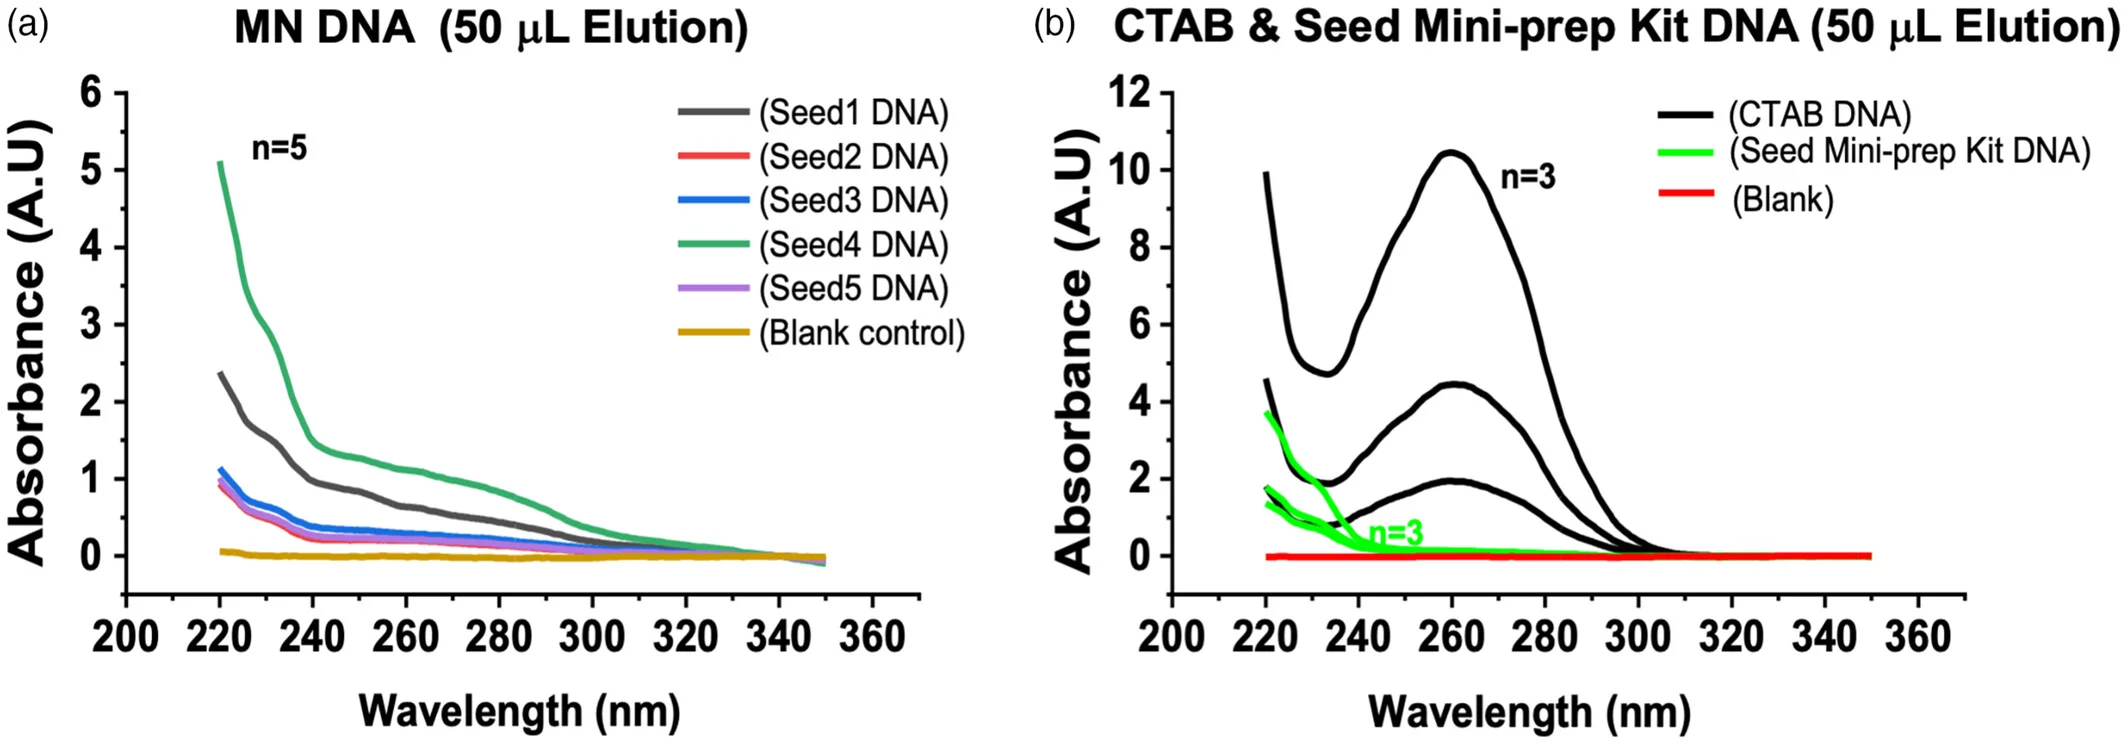 (a)
MN DNA (50 μL Elution)
6
5
4
3
2
1
0
Absorbance (A.U)
n=5
(Seed1 DNA)
(Seed2 DNA)
(Seed3 DNA)
(Seed4 DNA)
(Seed5 DNA)
(Blank control)
200 220 240 260 280 300 320 340 360
Wavelength (nm)
(b)
CTAB & Seed Mini-prep Kit DNA (50 μL Elution)
12
10
8
6
4
2
0
Absorbance (A.U)
(CTAB DNA)
(Seed Mini-prep Kit DNA)
(Blank)
n=3
n=3
200 220 240 260 280 300 320 340 360
Wavelength (nm)